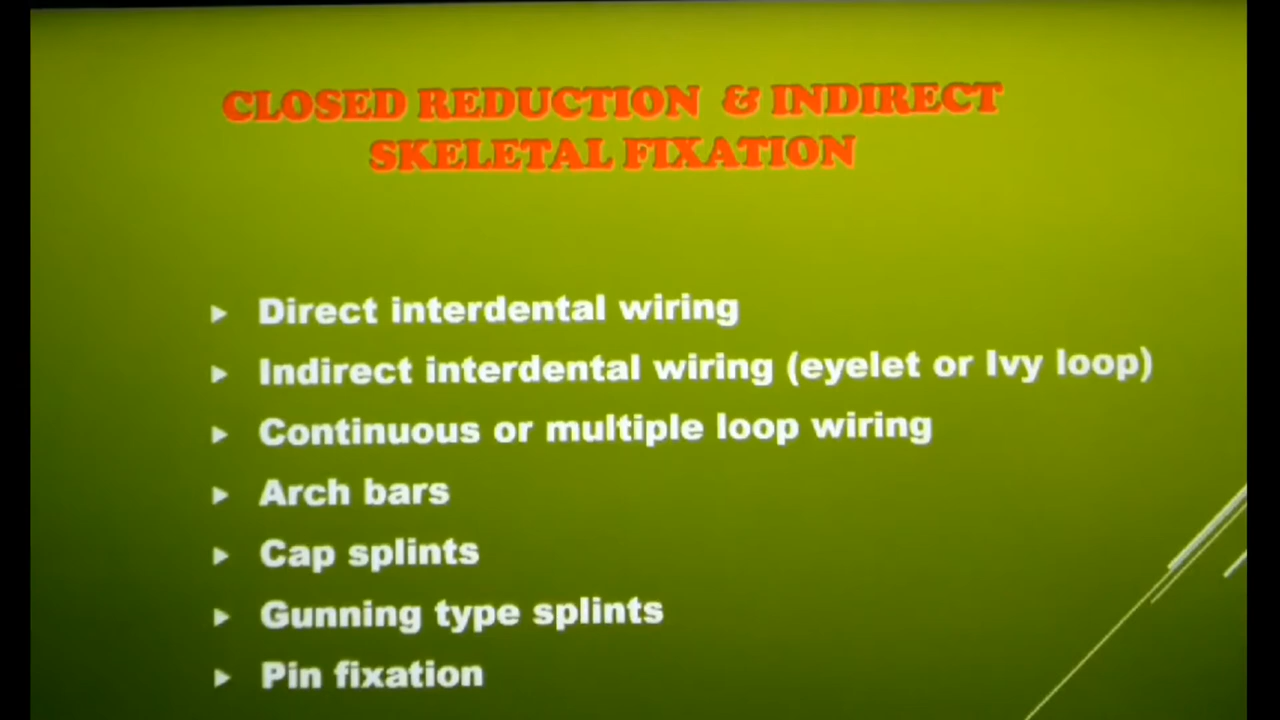 CLOSED REDUCTION & INDIRECT
SKELETAL FIXATION
Direct interdental wiring
Indirect interdental wiring (eyelet or Ivy loop)
Continuous or multiple loop wiring
Arch bars
Cap splints
Gunning type splints
Pin fixation